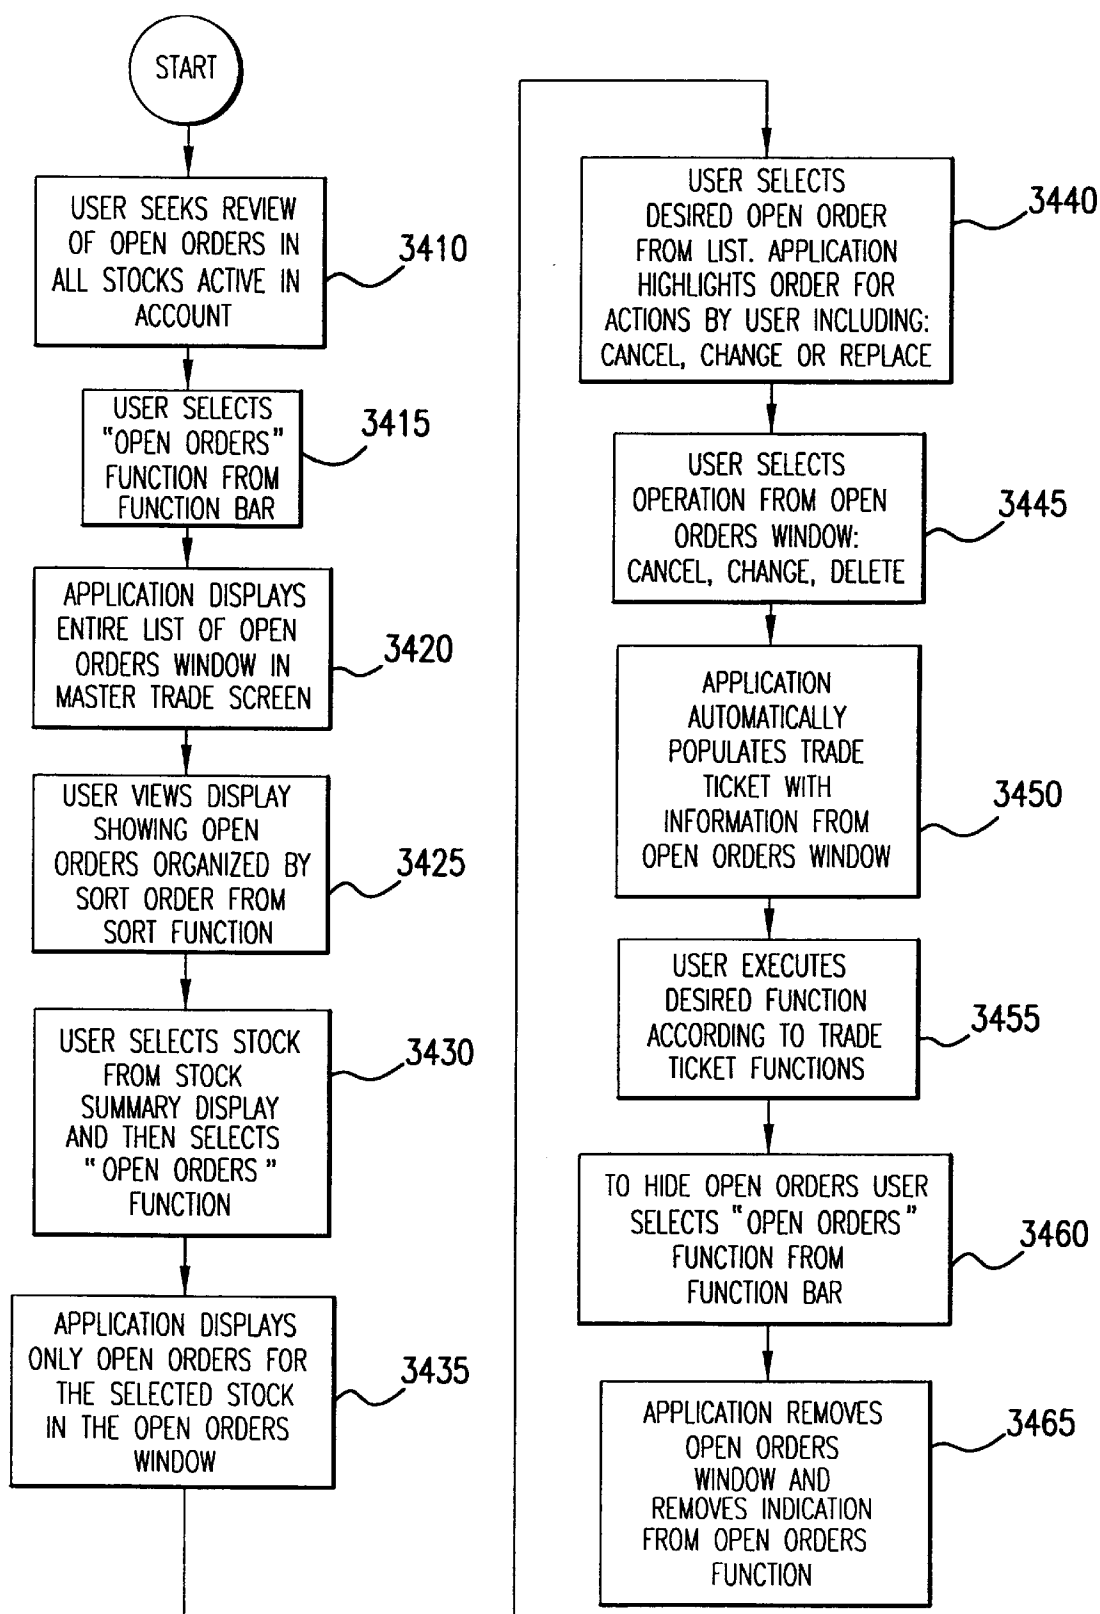 START
USER SEEKS REVIEW
OF OPEN ORDERS IN
ALL STOCKS ACTIVE IN
ACCOUNT
3410
USER SELECTS
"OPEN ORDERS"
FUNCTION FROM
FUNCTION BAR
3415
APPLICATION DISPLAYS
ENTIRE LIST OF OPEN
ORDERS WINDOW IN
MASTER TRADE SCREEN
3420
USER VIEWS DISPLAY
SHOWING OPEN
ORDERS ORGANIZED BY
SORT ORDER FROM
SORT FUNCTION
3425
USER SELECTS STOCK
FROM STOCK
SUMMARY DISPLAY
AND THEN SELECTS
"OPEN ORDERS"
FUNCTION
3430
APPLICATION DISPLAYS
ONLY OPEN ORDERS FOR
THE SELECTED STOCK
IN THE OPEN ORDERS
WINDOW
3435
USER SELECTS
DESIRED OPEN ORDER
FROM LIST. APPLICATION
HIGHLIGHTS ORDER FOR
ACTIONS BY USER INCLUDING:
CANCEL, CHANGE OR REPLACE
3440
USER SELECTS
OPERATION FROM OPEN
ORDERS WINDOW:
CANCEL, CHANGE, DELETE
3445
APPLICATION
AUTOMATICALLY
POPULATES TRADE
TICKET WITH
INFORMATION FROM
OPEN ORDERS WINDOW
3450
USER EXECUTES
DESIRED FUNCTION
ACCORDING TO TRADE
TICKET FUNCTIONS
3455
TO HIDE OPEN ORDERS USER
SELECTS "OPEN ORDERS"
FUNCTION FROM
FUNCTION BAR
3460
APPLICATION REMOVES
OPEN ORDERS
WINDOW AND
REMOVES INDICATION
FROM OPEN ORDERS
FUNCTION
3465